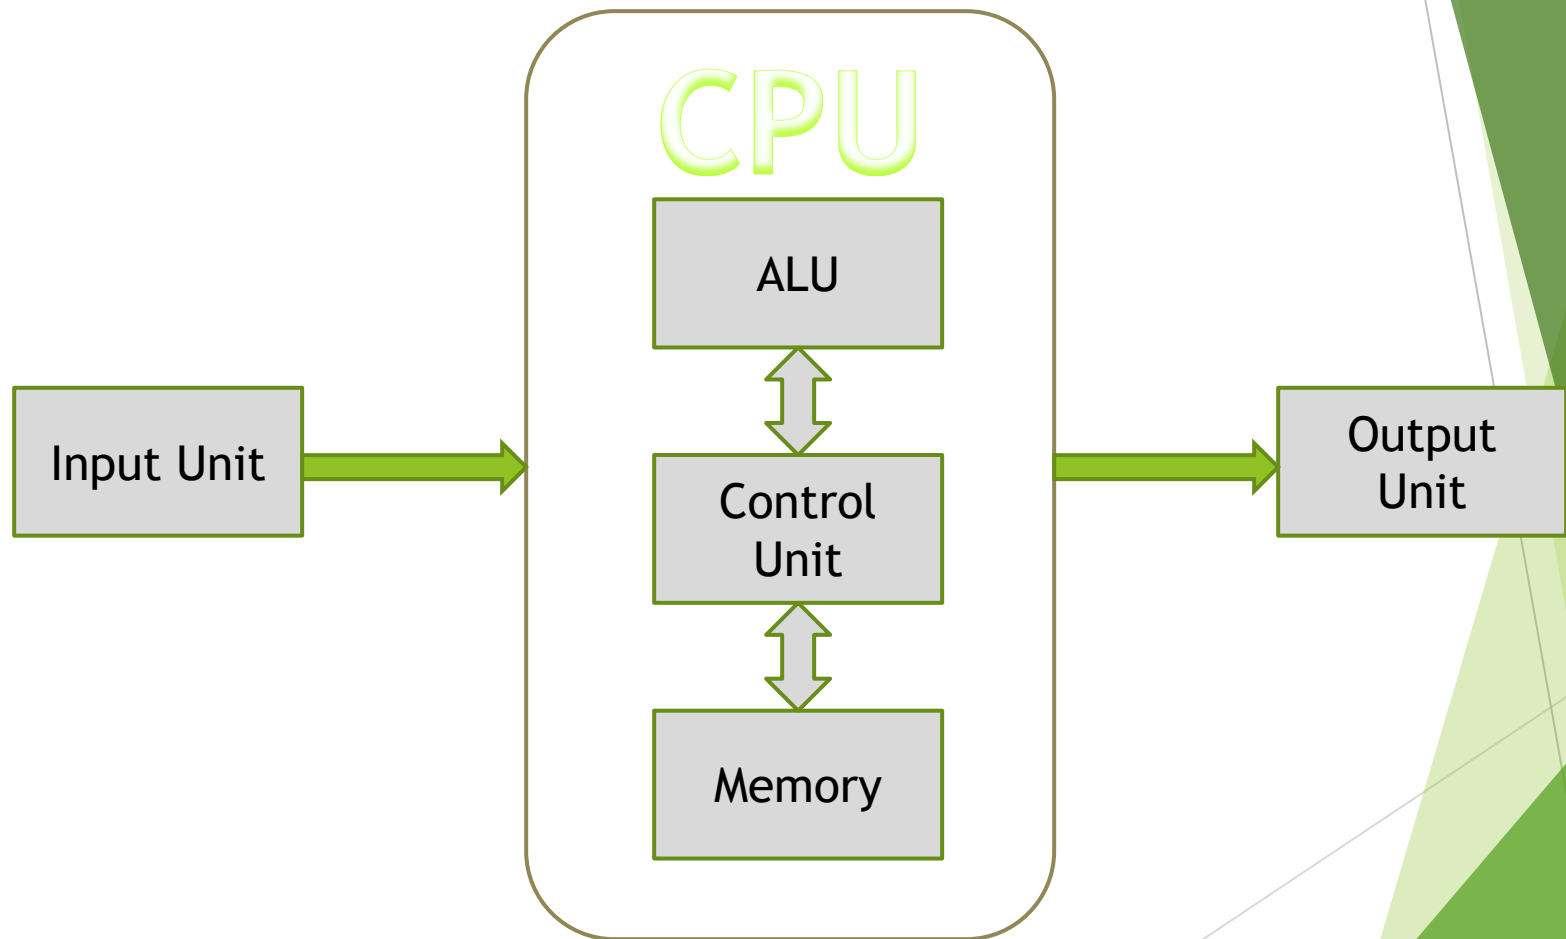 CPU
ALU
Input Unit
Control
Unit
Output
Unit
Memory